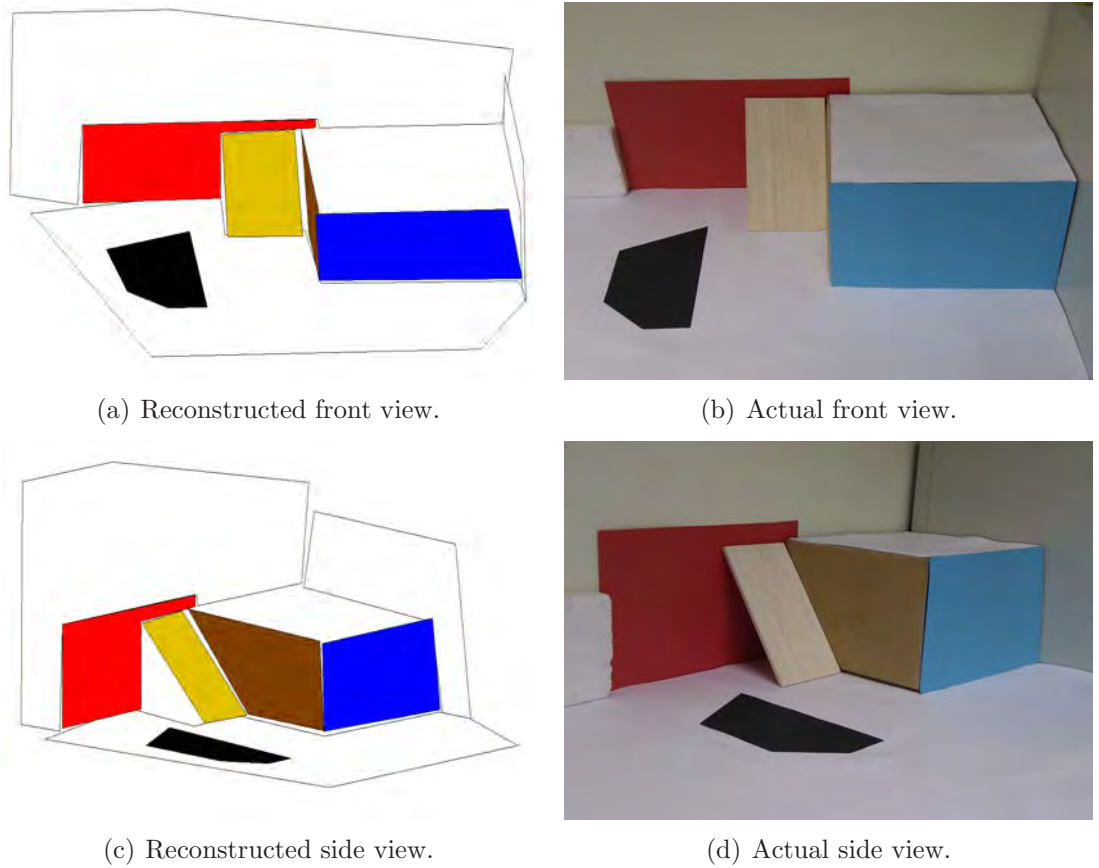 (a) Reconstructed front view.
(b) Actual front view.
(c) Reconstructed side view.
(d) Actual side view.